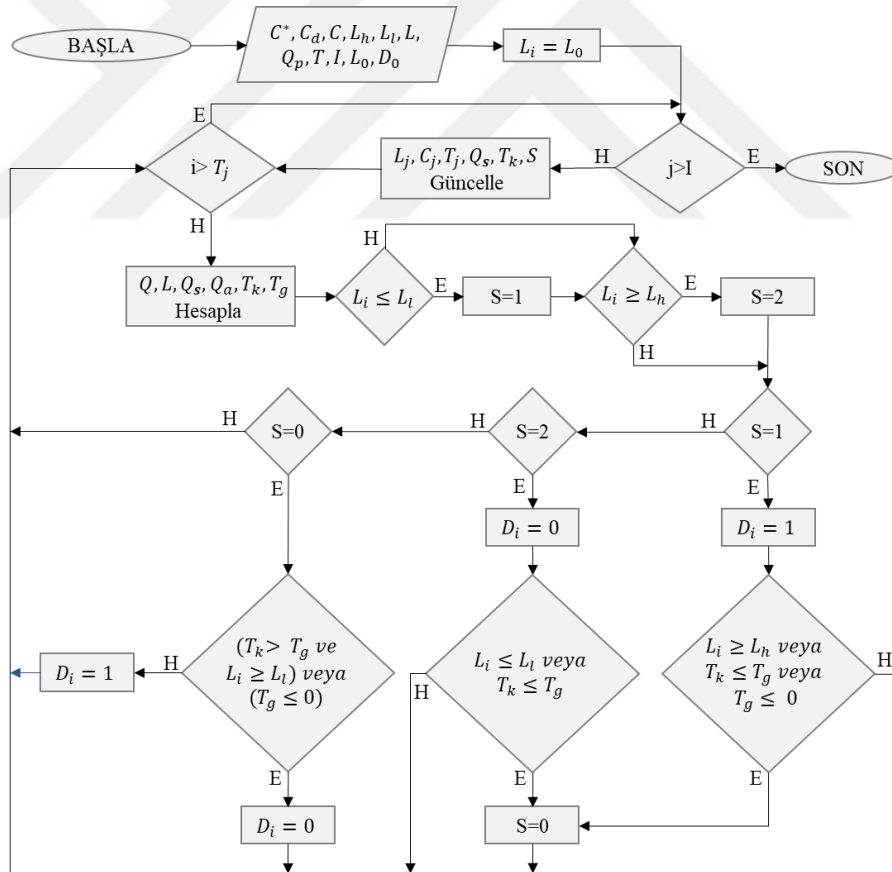 BAŞLA
C*, C_d, C, L_h, L_l, L,
Q_p, T, I, L_0, D_0
L_i = L_0
E
i> T_j
H
L_j, C_j, T_j, Q_s, T_k, S
Güncelle
H
j>I
E
SON
Q, L, Q_s, Q_a, T_k, T_g
Hesapla
H
L_i ≤ L_l
E
S=1
L_i ≥ L_h
E
S=2
H
S=1
H
S=2
H
S=0
H
E
E
E
D_i = 0
D_i = 1
(T_k > T_g ve
L_i ≥ L_l) veya
(T_g ≤ 0)
H
D_i = 1
L_i ≤ L_l veya
T_k ≤ T_g
H
L_i ≥ L_h veya
T_k ≤ T_g veya
T_g ≤ 0
H
E
E
E
D_i = 0
S=0